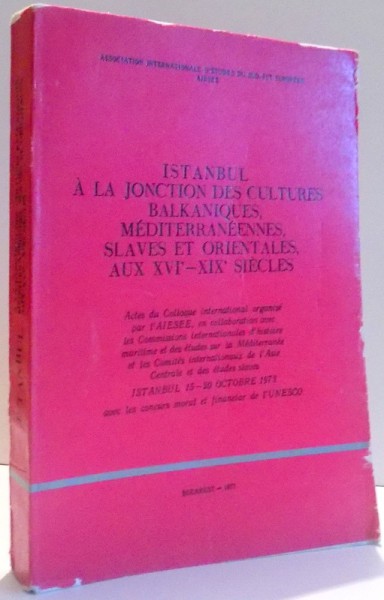 ASSOCIATION INTERNATIONALE D'ÉTUDES DU SUD-EST EUROPÉEN
AIESEE
ISTANBUL
À LA JONCTION DES CULTURES
BALKANIQUES,
MÉDITERRANÉENNES,
SLAVES ET ORIENTALES,
AUX XVIe–XIXe SIÈCLES
Actes du Colloque international organisé
par l'AIESEE, en collaboration avec
les Commissions internationales d'histoire
maritime et des études sur la Méditerranée
et les Comités internationaux de l'Asie
Centrale et des études slaves
ISTANBUL 15–20 OCTOBRE 1973
avec les concours moral et financier de l'UNESCO
BUCAREST – 1977